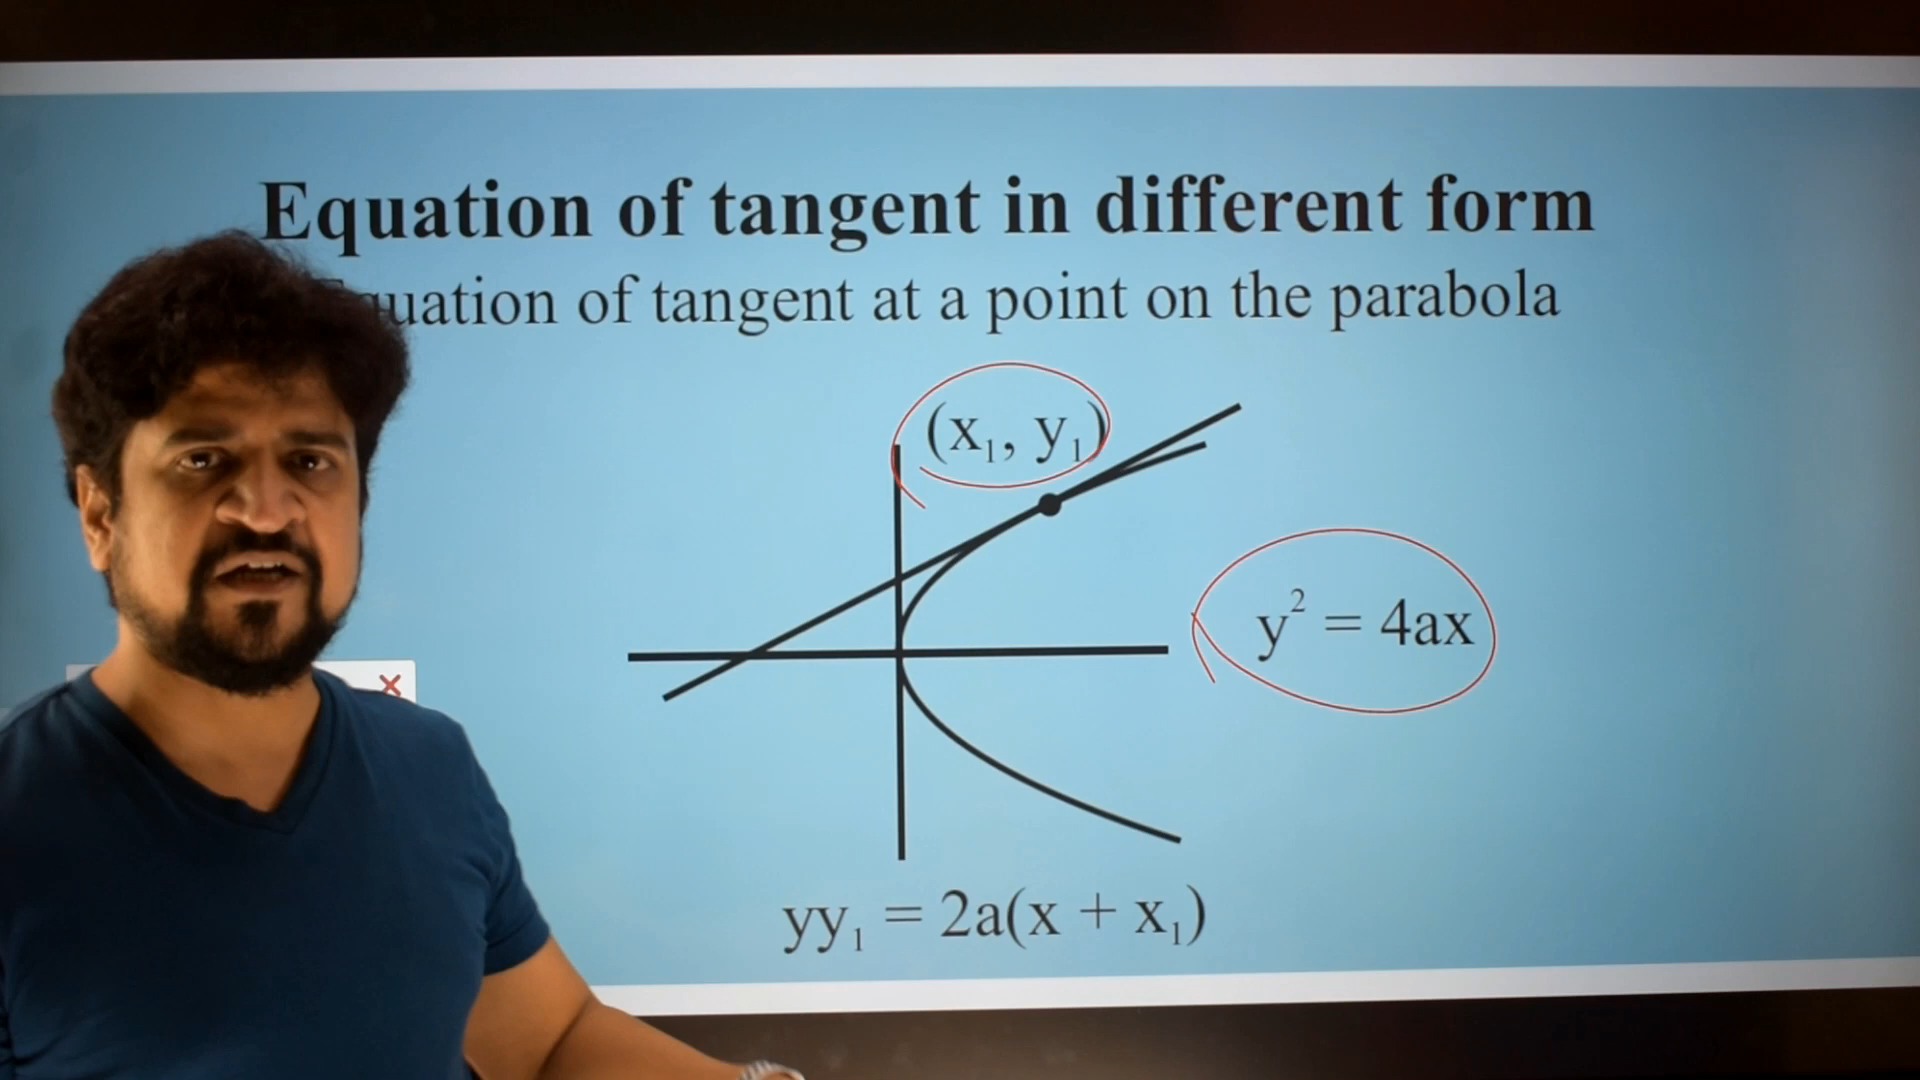 Equation of tangent in different form
Equation of tangent at a point on the parabola
(x₁, y₁)
y² = 4ax
yy₁ = 2a(x + x₁)